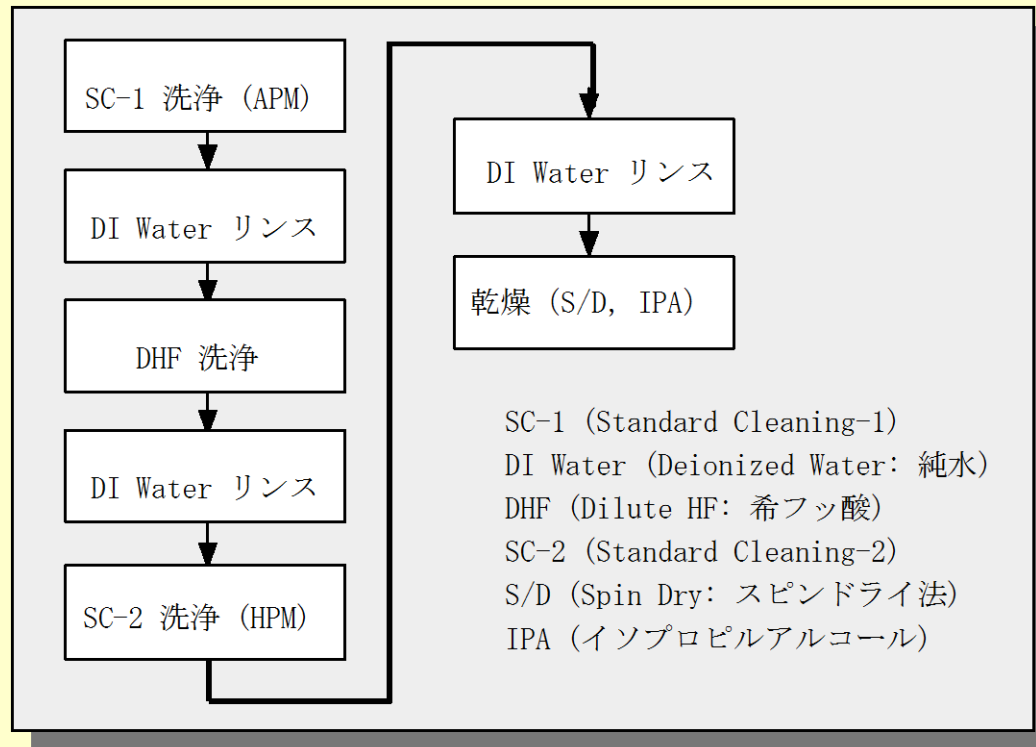 SC-1 洗浄 (APM)
DI Water リンス
DHF 洗浄
DI Water リンス
SC-2 洗浄 (HPM)
DI Water リンス
乾燥 (S/D, IPA)
SC-1 (Standard Cleaning-1)
DI Water (Deionized Water: 純水)
DHF (Dilute HF: 希フッ酸)
SC-2 (Standard Cleaning-2)
S/D (Spin Dry: スピンドライ法)
IPA (イソプロピルアルコール)